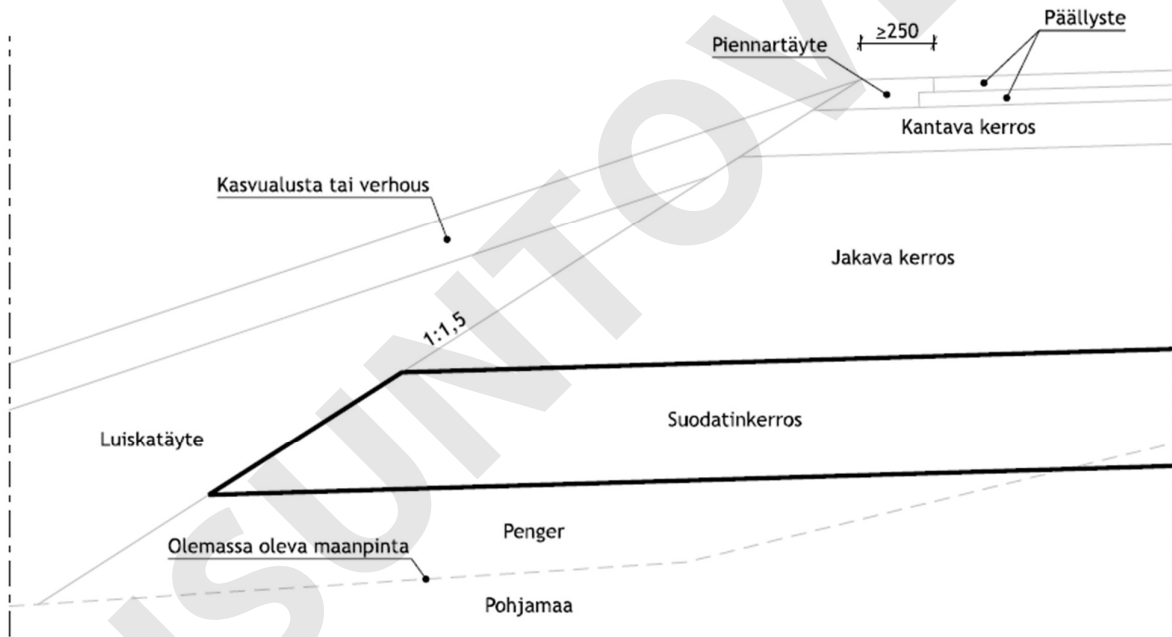 Päällyste
≥250
Piennartäyte
Kantava kerros
Kasvualusta tai verhous
Jakava kerros
1:1,5
Suodatinkerros
Luiskatäyte
Penger
Olemassa oleva maanpinta
Pohjamaa